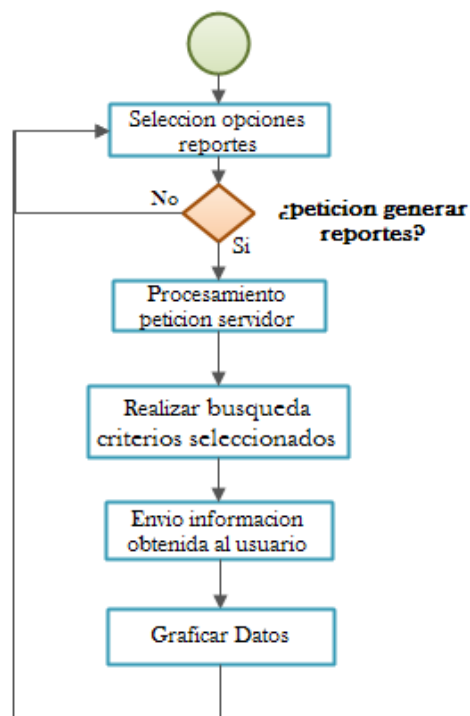 Seleccion opciones
reportes
No
¿peticion generar
reportes?
Si
Procesamiento
peticion servidor
Realizar busqueda
criterios seleccionados
Envio informacion
obtenida al usuario
Graficar Datos